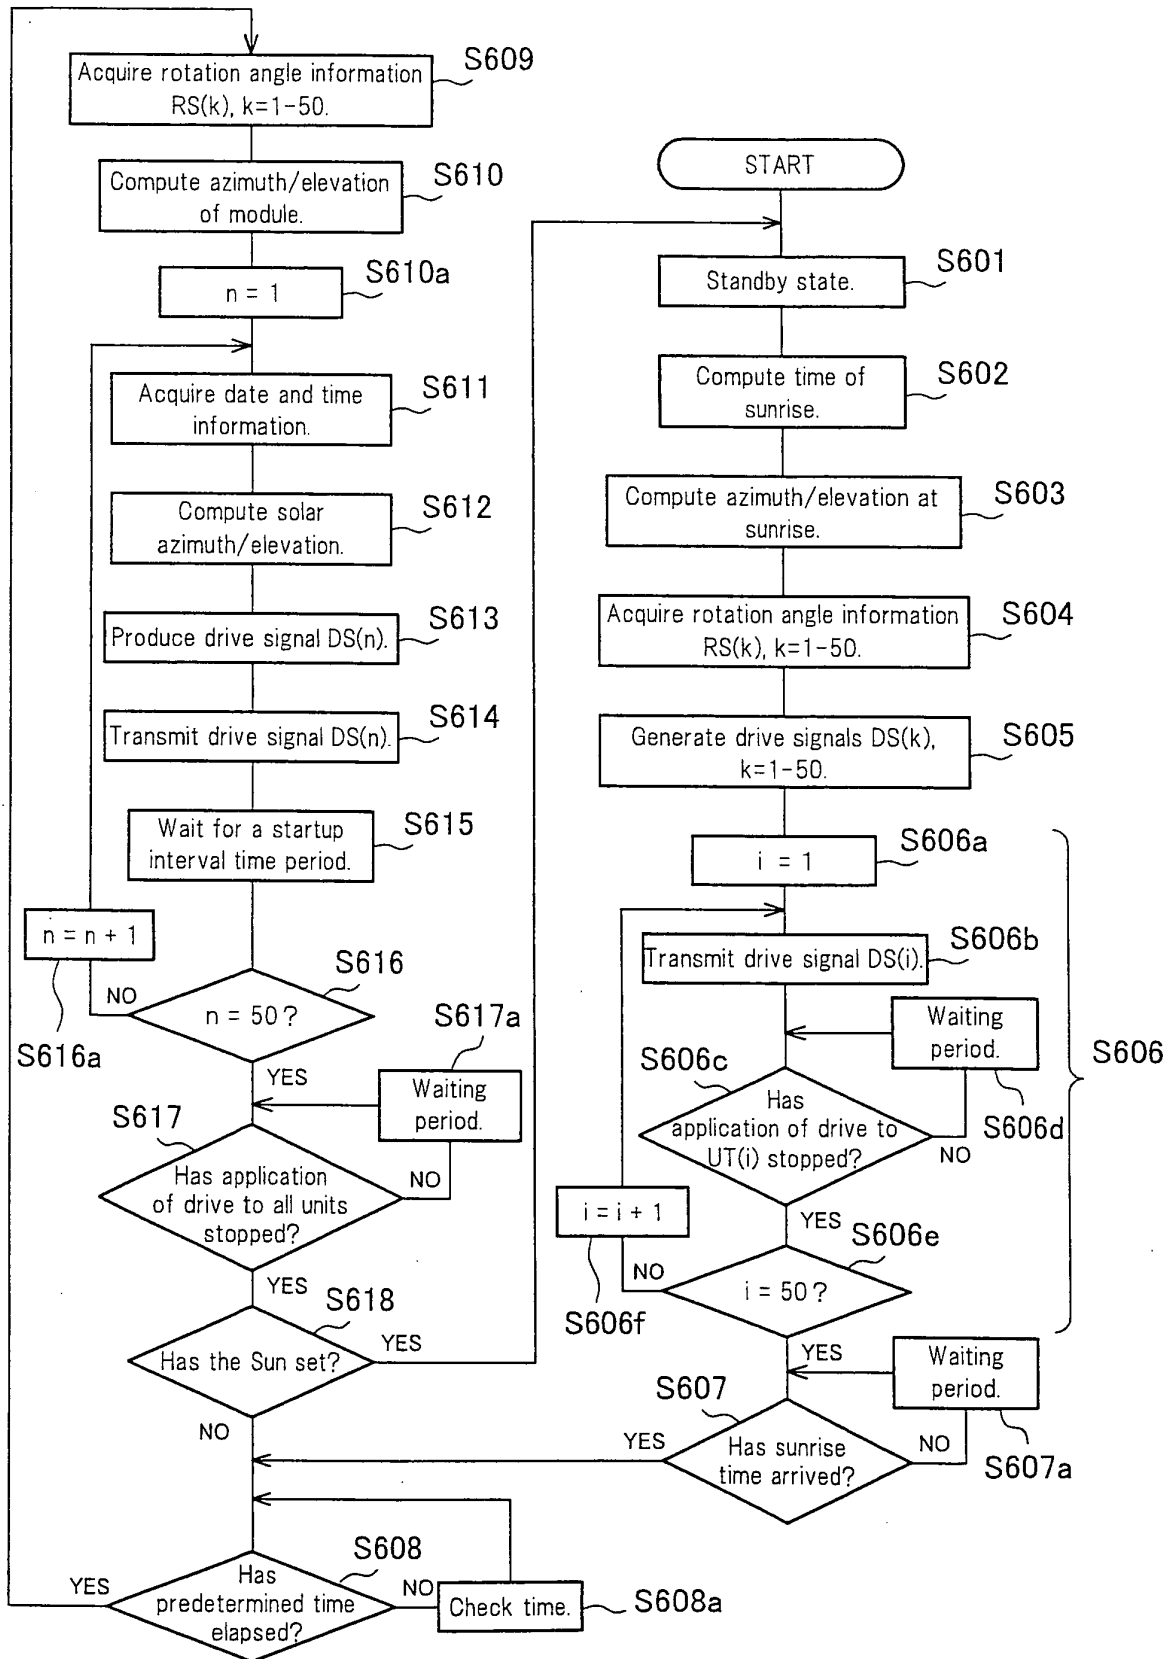 S609
Acquire rotation angle information
RS(k), k=1-50.
S610
Compute azimuth/elevation
of module.
S610a
n = 1
S611
Acquire date and time
information.
S612
Compute solar
azimuth/elevation.
S613
Produce drive signal DS(n).
S614
Transmit drive signal DS(n).
S615
Wait for a startup
interval time period.
n = n + 1
S616a
NO
S616
n = 50?
YES
S617a
Waiting
period.
S617
Has application
of drive to all units
stopped?
NO
YES
S618
Has the Sun set?
YES
NO
S608
Has
predetermined time
elapsed?
YES
NO
Check time.
S608a
START
S601
Standby state.
S602
Compute time of
sunrise.
S603
Compute azimuth/elevation at
sunrise.
S604
Acquire rotation angle information
RS(k), k=1-50.
S605
Generate drive signals DS(k),
k=1-50.
S606a
i = 1
S606b
Transmit drive signal DS(i).
Waiting
period.
S606d
S606c
Has
application of drive to
UT(i) stopped?
NO
YES
S606
i = i + 1
S606f
NO
S606e
i = 50?
YES
Waiting
period.
S607a
S607
Has sunrise
time arrived?
NO
YES